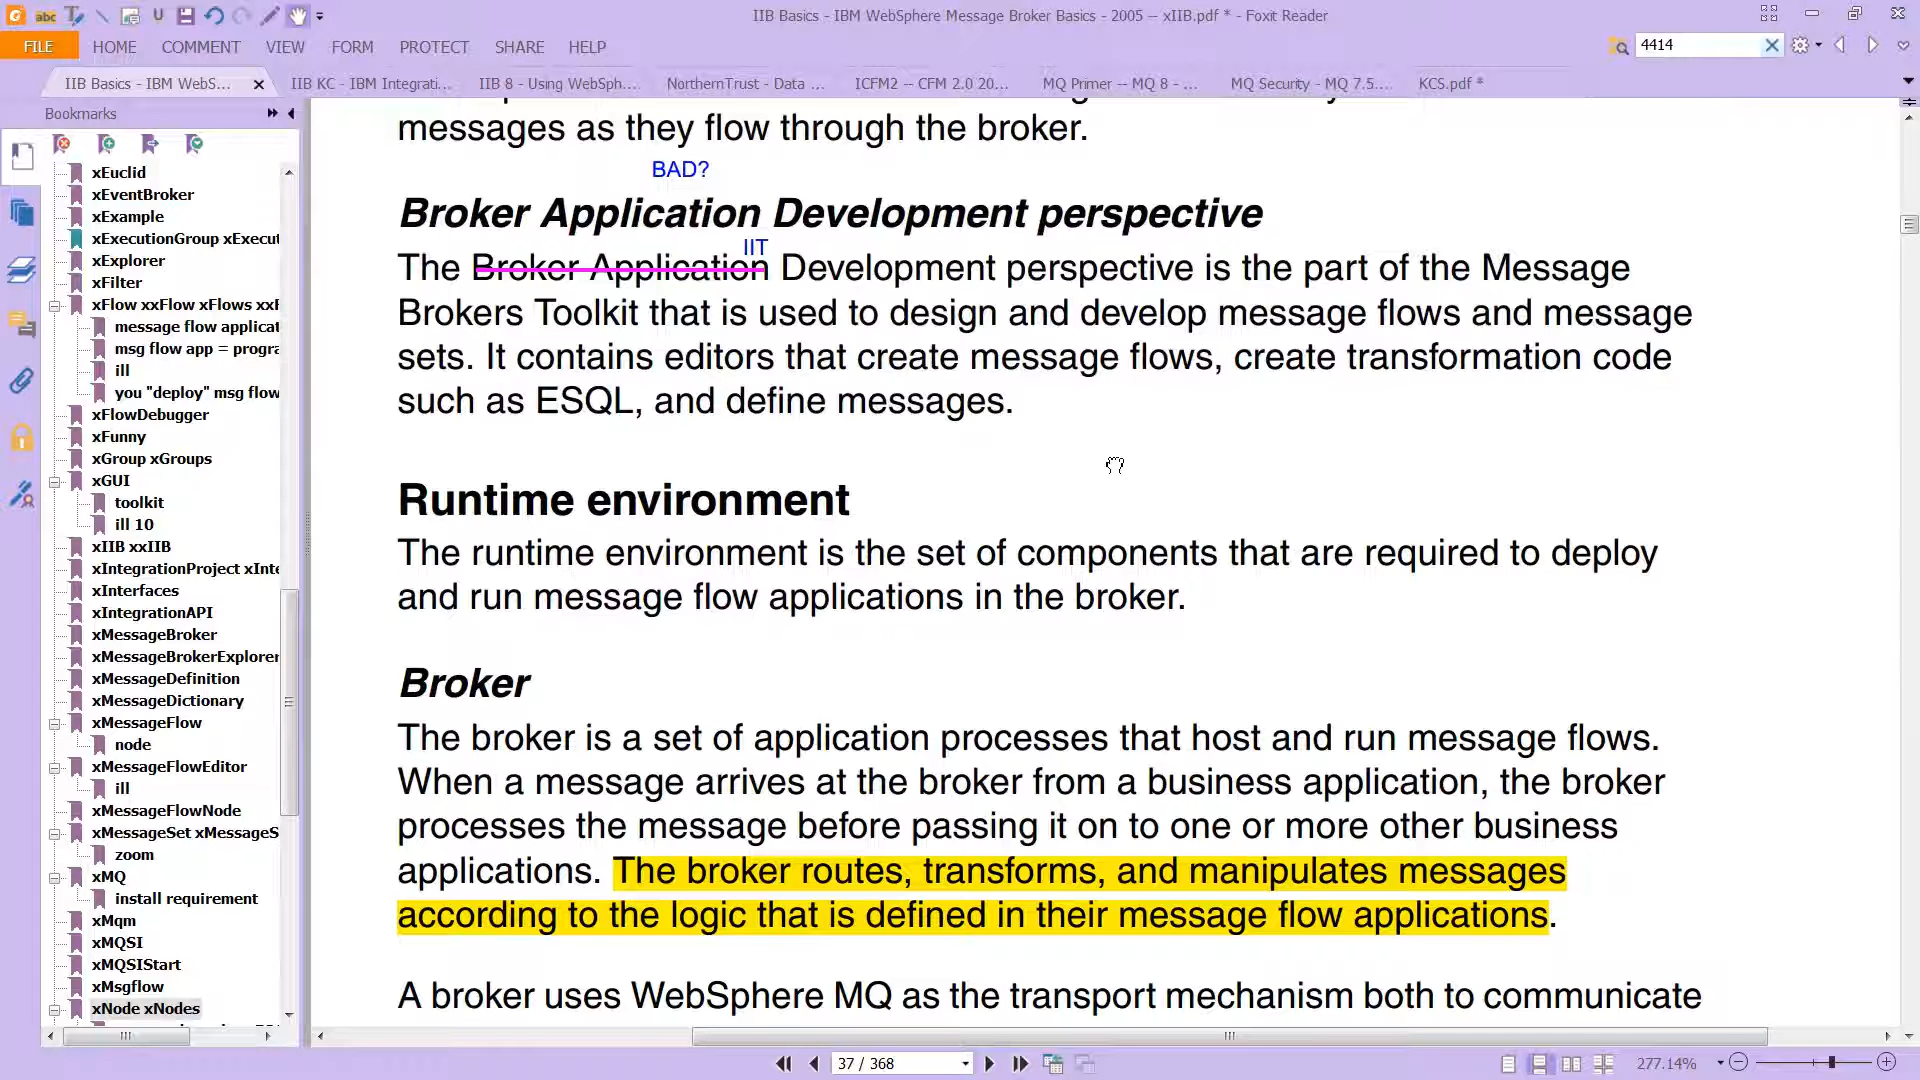 IIB Basics - IBM WebSphere Message Broker Basics - 2005 -- xIIB.pdf * - Foxit Reader
FILE HOME COMMENT VIEW FORM PROTECT SHARE HELP
4414
IIB Basics - IBM WebS... IIB KC - IBM Integrati... IIB 8 - Using WebSph... NorthernTrust - Data ... ICFM2 -- CFM 2.0 20... MQ Primer -- MQ 8 - ... MQ Security - MQ 7.5.... KCS.pdf *
Bookmarks
xEuclid
xEventBroker
xExample
xExecutionGroup xExecut
xExplorer
xFilter
xFlow xxFlow xFlows xxF
message flow applicat
msg flow app = progra
ill
you "deploy" msg flow
xFlowDebugger
xFunny
xGroup xGroups
xGUI
toolkit
ill 10
xIIB xxIIB
xIntegrationProject xInte
xInterfaces
xIntegrationAPI
xMessageBroker
xMessageBrokerExplorer
xMessageDefinition
xMessageDictionary
xMessageFlow
node
xMessageFlowEditor
ill
xMessageFlowNode
xMessageSet xMessageS
zoom
xMQ
install requirement
xMqm
xMQSI
xMQSIStart
xMsgflow
xNode xNodes
messages as they flow through the broker.
BAD?
Broker Application Development perspective
IIT
The Broker Application Development perspective is the part of the Message
Brokers Toolkit that is used to design and develop message flows and message
sets. It contains editors that create message flows, create transformation code
such as ESQL, and define messages.
Runtime environment
The runtime environment is the set of components that are required to deploy
and run message flow applications in the broker.
Broker
The broker is a set of application processes that host and run message flows.
When a message arrives at the broker from a business application, the broker
processes the message before passing it on to one or more other business
applications. The broker routes, transforms, and manipulates messages
according to the logic that is defined in their message flow applications.
A broker uses WebSphere MQ as the transport mechanism both to communicate
37 / 368
277.14%